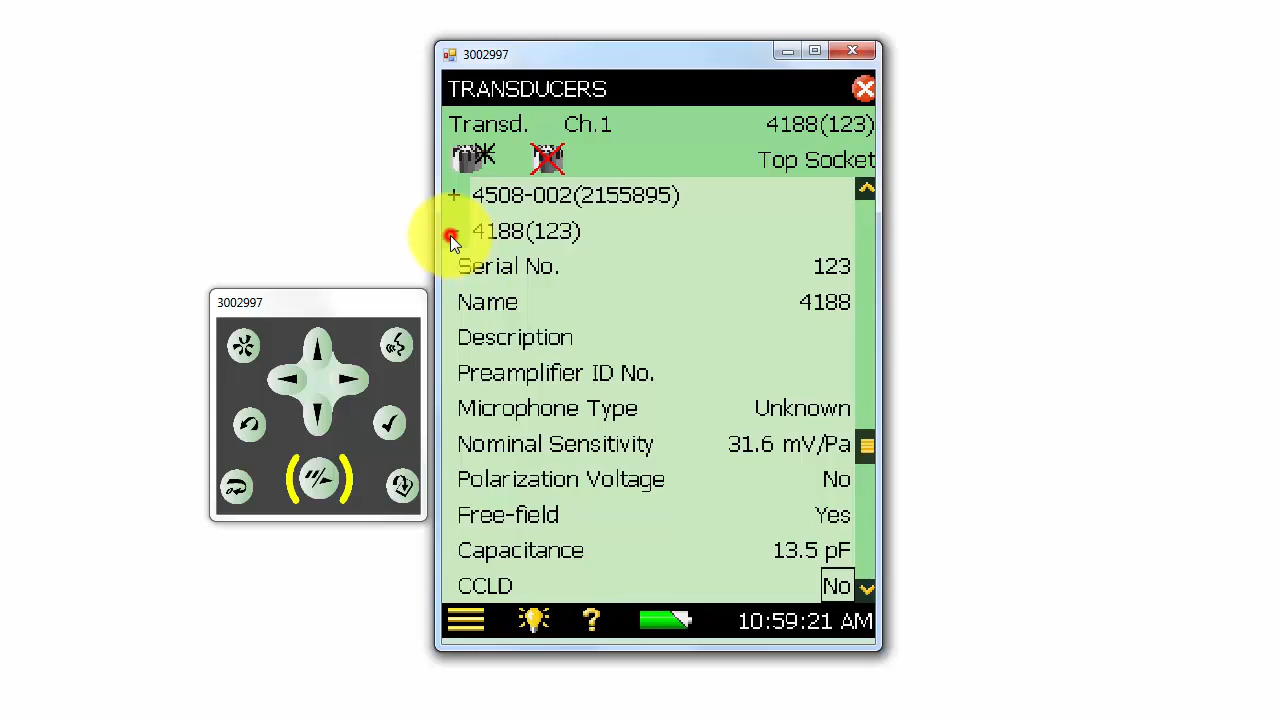 3002997
TRANSDUCERS
Transd. Ch.1 4188(123)
Top Socket
+ 4508-002(2155895)
4188(123)
Serial No. 123
Name 4188
Description
Preamplifier ID No.
Microphone Type Unknown
Nominal Sensitivity 31.6 mV/Pa
Polarization Voltage No
Free-field Yes
Capacitance 13.5 pF
CCLD No
? 10:59:21 AM
3002997